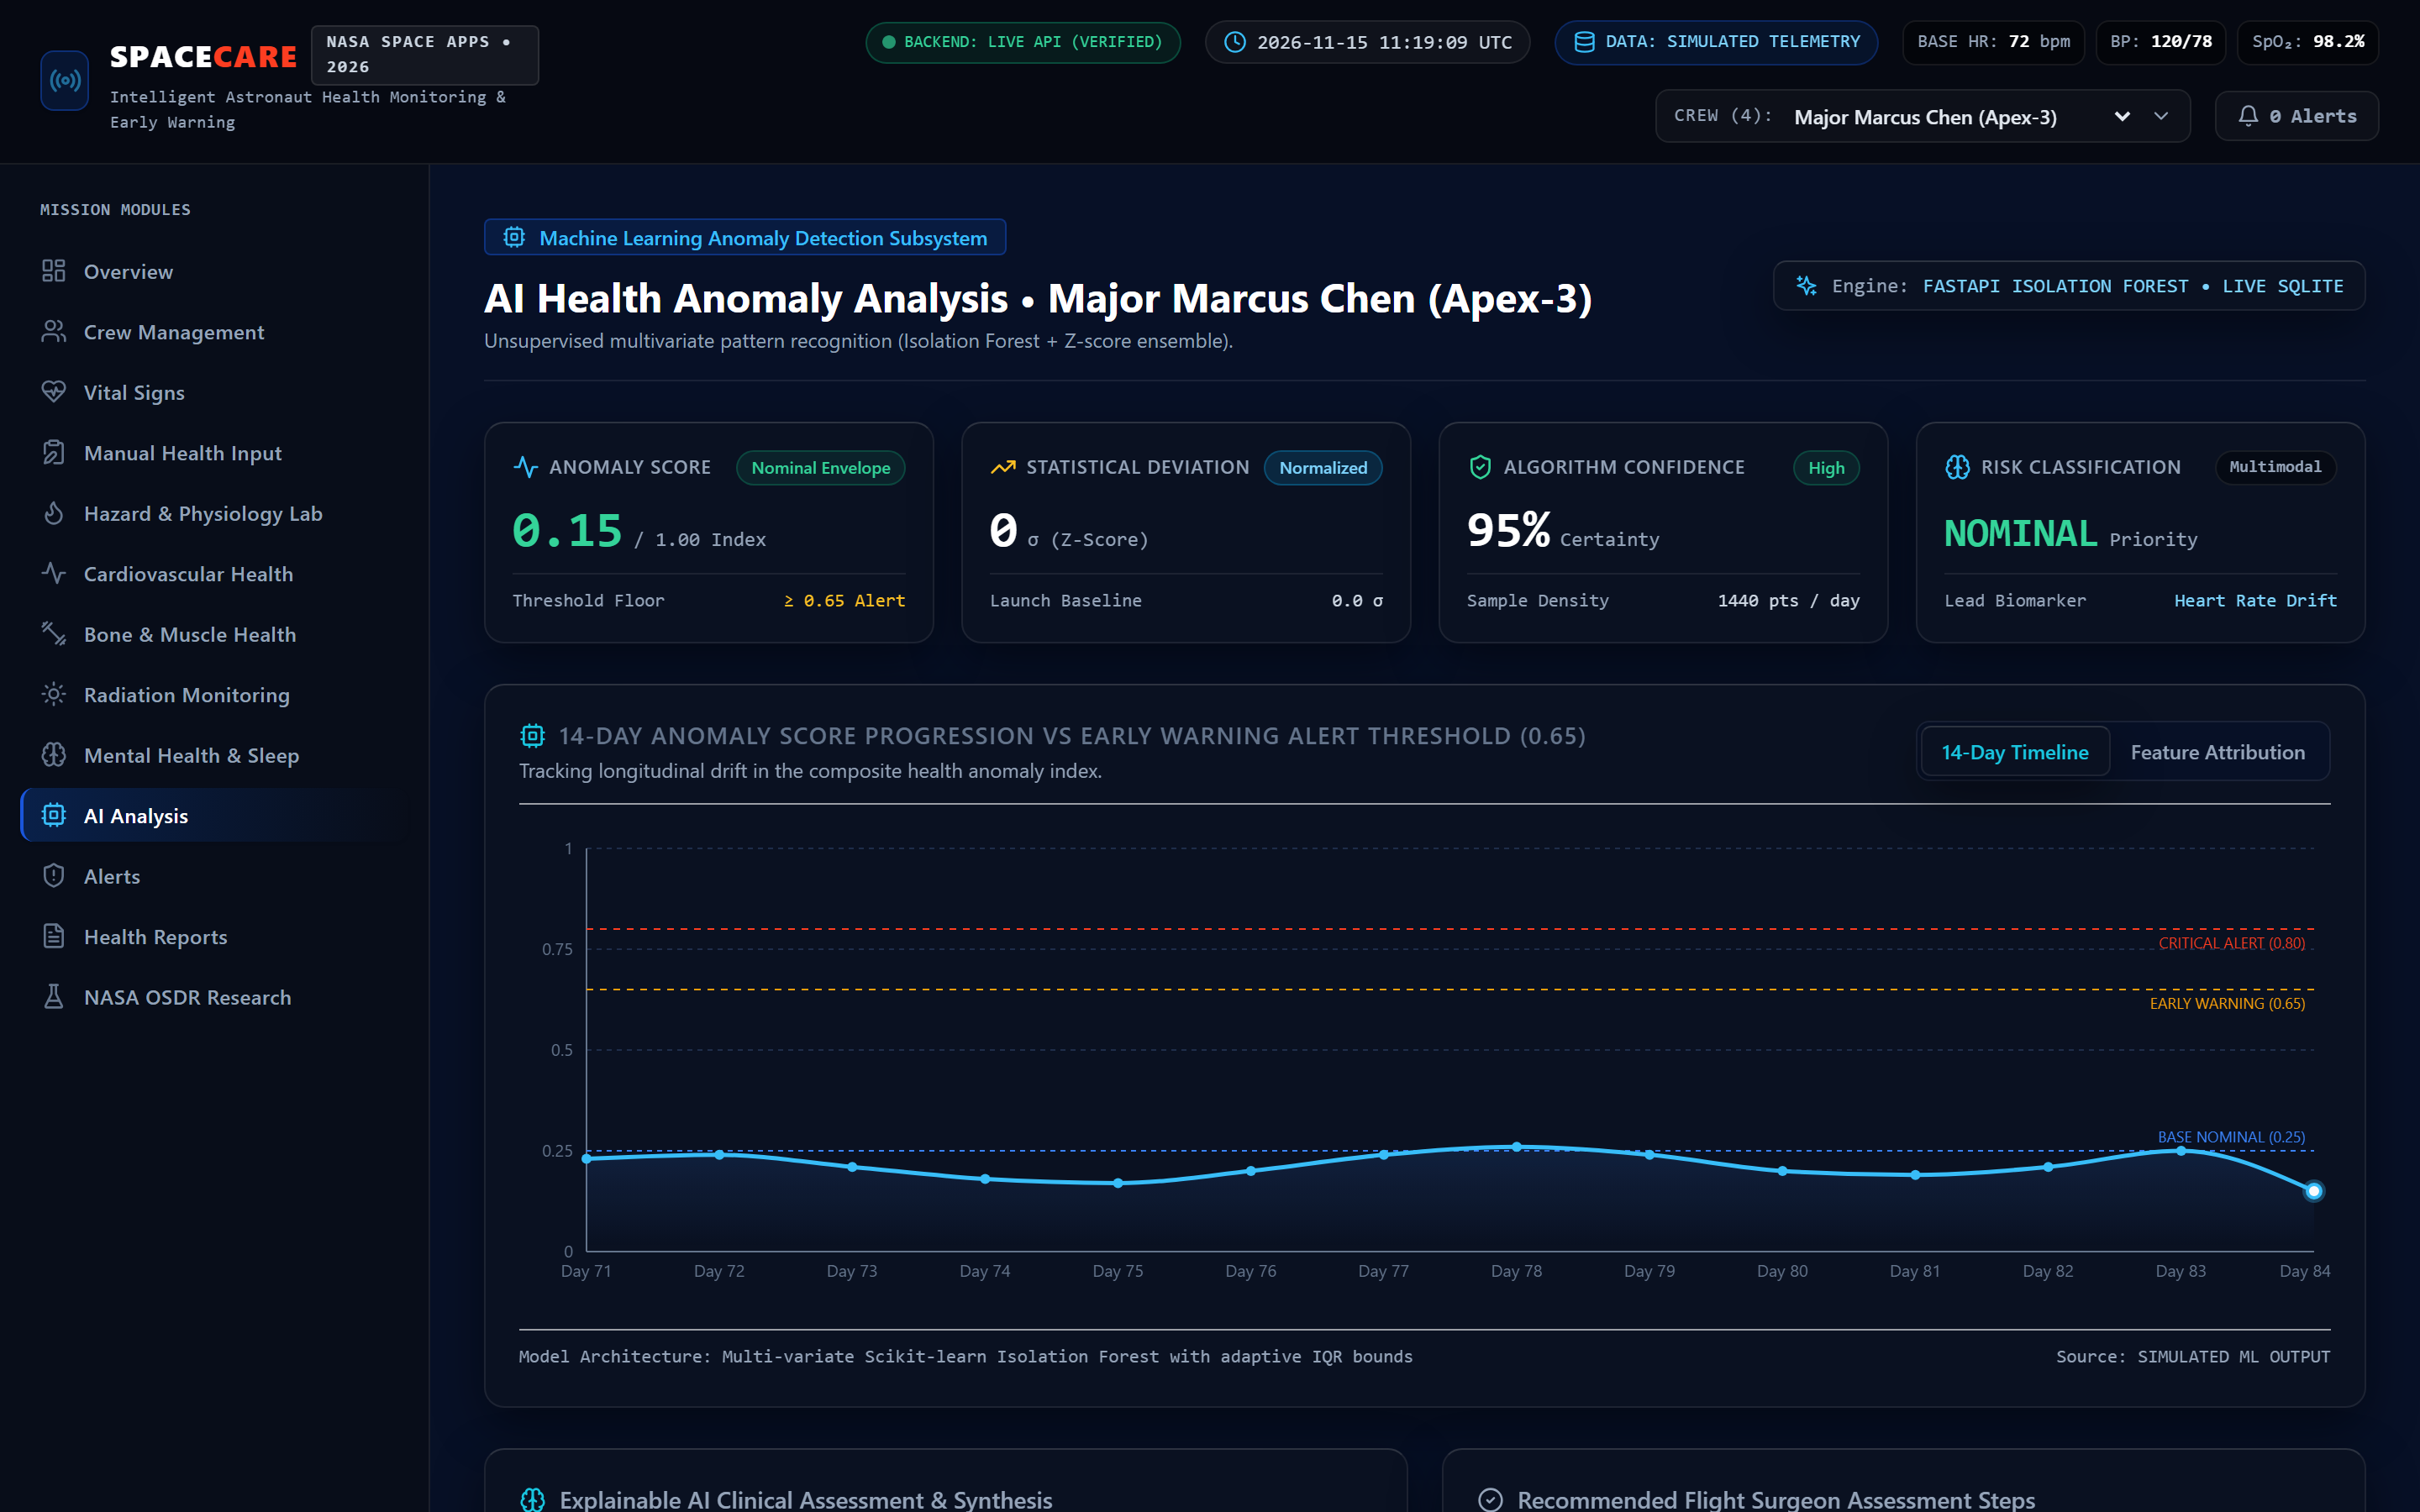 SPACECARE
NASA SPACE APPS •
2026
Intelligent Astronaut Health Monitoring &
Early Warning
BACKEND: LIVE API (VERIFIED)
2026-11-15 11:19:09 UTC
DATA: SIMULATED TELEMETRY
BASE HR: 72 bpm
BP: 120/78
SpO₂: 98.2%
CREW (4): Major Marcus Chen (Apex-3)
0 Alerts
MISSION MODULES
Overview
Crew Management
Vital Signs
Manual Health Input
Hazard & Physiology Lab
Cardiovascular Health
Bone & Muscle Health
Radiation Monitoring
Mental Health & Sleep
AI Analysis
Alerts
Health Reports
NASA OSDR Research
Machine Learning Anomaly Detection Subsystem
AI Health Anomaly Analysis • Major Marcus Chen (Apex-3)
Unsupervised multivariate pattern recognition (Isolation Forest + Z-score ensemble).
Engine: FASTAPI ISOLATION FOREST • LIVE SQLITE
ANOMALY SCORE
Nominal Envelope
0.15 / 1.00 Index
Threshold Floor
≥ 0.65 Alert
STATISTICAL DEVIATION
Normalized
0 σ (Z-Score)
Launch Baseline
0.0 σ
ALGORITHM CONFIDENCE
High
95% Certainty
Sample Density
1440 pts / day
RISK CLASSIFICATION
Multimodal
NOMINAL Priority
Lead Biomarker
Heart Rate Drift
14-DAY ANOMALY SCORE PROGRESSION VS EARLY WARNING ALERT THRESHOLD (0.65)
Tracking longitudinal drift in the composite health anomaly index.
14-Day Timeline
Feature Attribution
1
0.75
0.5
0.25
0
CRITICAL ALERT (0.80)
EARLY WARNING (0.65)
BASE NOMINAL (0.25)
Day 71
Day 72
Day 73
Day 74
Day 75
Day 76
Day 77
Day 78
Day 79
Day 80
Day 81
Day 82
Day 83
Day 84
Model Architecture: Multi-variate Scikit-learn Isolation Forest with adaptive IQR bounds
Source: SIMULATED ML OUTPUT
Explainable AI Clinical Assessment & Synthesis
Recommended Flight Surgeon Assessment Steps